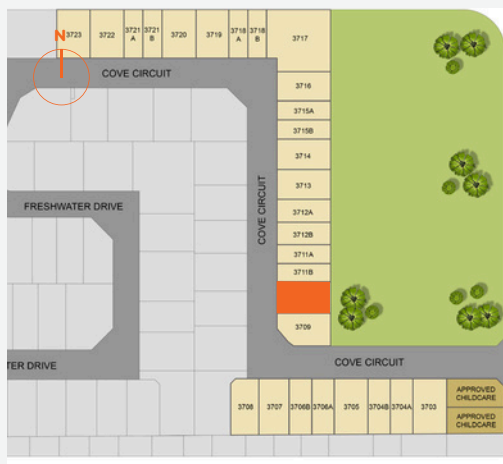 N
3723
3722
3721
A
3721
B
3720
3719
3718
A
3718
B
3717
COVE CIRCUIT
3716
3715A
3715B
3714
3713
FRESHWATER DRIVE
COVE CIRCUIT
3712A
3712B
3711A
3711B
3709
TER DRIVE
COVE CIRCUIT
3708
3707
3706B
3706A
3705
3704B
3704A
3703
APPROVED
CHILDCARE
APPROVED
CHILDCARE